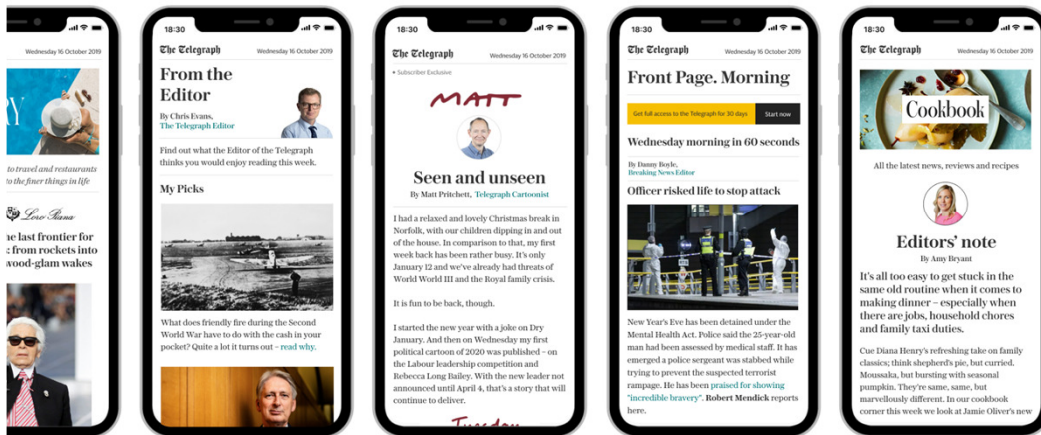 Wednesday 16 October 2019
to travel and restaurants
to the finer things in life
Loro Piana
last frontier for
from rockets into
wood-glam wakes
18:30
The Telegraph
Wednesday 16 October 2019
From the
Editor
By Chris Evans,
The Telegraph Editor
Find out what the Editor of the Telegraph
thinks you would enjoy reading this week.
My Picks
What does friendly fire during the Second
World War have to do with the cash in your
pocket? Quite a lot it turns out – read why.
18:30
The Telegraph
Wednesday 16 October 2019
• Subscriber Exclusive
MATT
Seen and unseen
By Matt Pritchett, Telegraph Cartoonist
I had a relaxed and lovely Christmas break in
Norfolk, with our children dipping in and out
of the house. In comparison to that, my first
week back has been rather busy. It's only
January 12 and we've already had threats of
World World III and the Royal family crisis.
It is fun to be back, though.
I started the new year with a joke on Dry
January. And then on Wednesday my first
political cartoon of 2020 was published – on
the Labour leadership competition and
Rebecca Long Bailey. With the new leader not
announced until April 4, that's a story that will
continue to deliver.
Tuesday
18:30
The Telegraph
Wednesday 16 October 2019
Front Page. Morning
Get full access to the Telegraph for 30 days
Start now
Wednesday morning in 60 seconds
By Danny Boyle,
Breaking News Editor
Officer risked life to stop attack
New Year's Eve has been detained under the
Mental Health Act. Police said the 25-year-old
man had been assessed by medical staff. It has
emerged a police sergeant was stabbed while
trying to prevent the suspected terrorist
rampage. He has been praised for showing
"incredible bravery". Robert Mendick reports
here.
18:30
The Telegraph
Wednesday 16 October 2019
Cookbook
All the latest news, reviews and recipes
Editors' note
By Amy Bryant
It's all too easy to get stuck in the
same old routine when it comes to
making dinner – especially when
there are jobs, household chores
and family taxi duties.
Cue Diana Henry's refreshing take on family
classics; think shepherd's pie, but curried.
Moussaka, but bursting with seasonal
pumpkin. They're same, same, but
marvellously different. In our cookbook
corner this week we look at Jamie Oliver's new